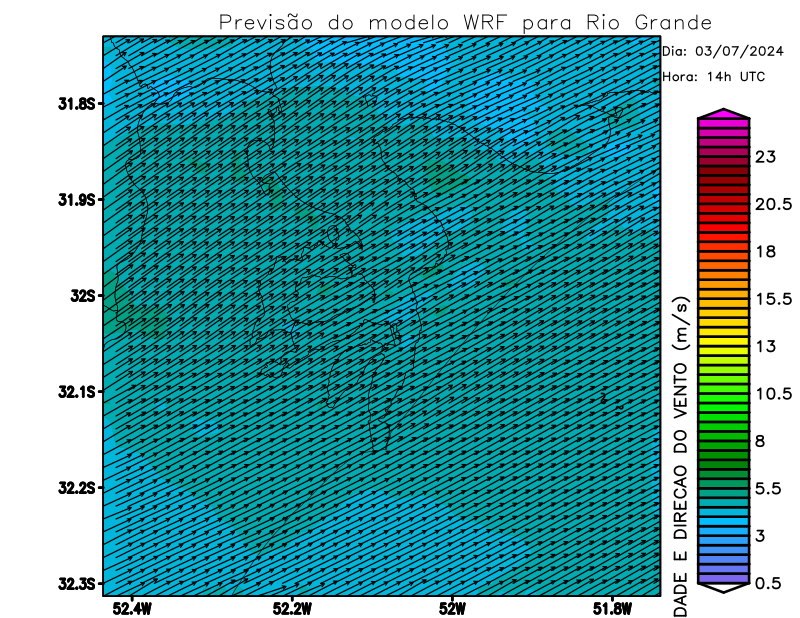 Previsão do modelo WRF para Rio Grande
Dia: 03/07/2024
Hora: 14h UTC
31.8S
31.9S
32S
32.1S
32.2S
32.3S
52.4W
52.2W
52W
51.8W
23
20.5
18
15.5
13
10.5
8
5.5
3
0.5
DADE E DIRECAO DO VENTO (m/s)